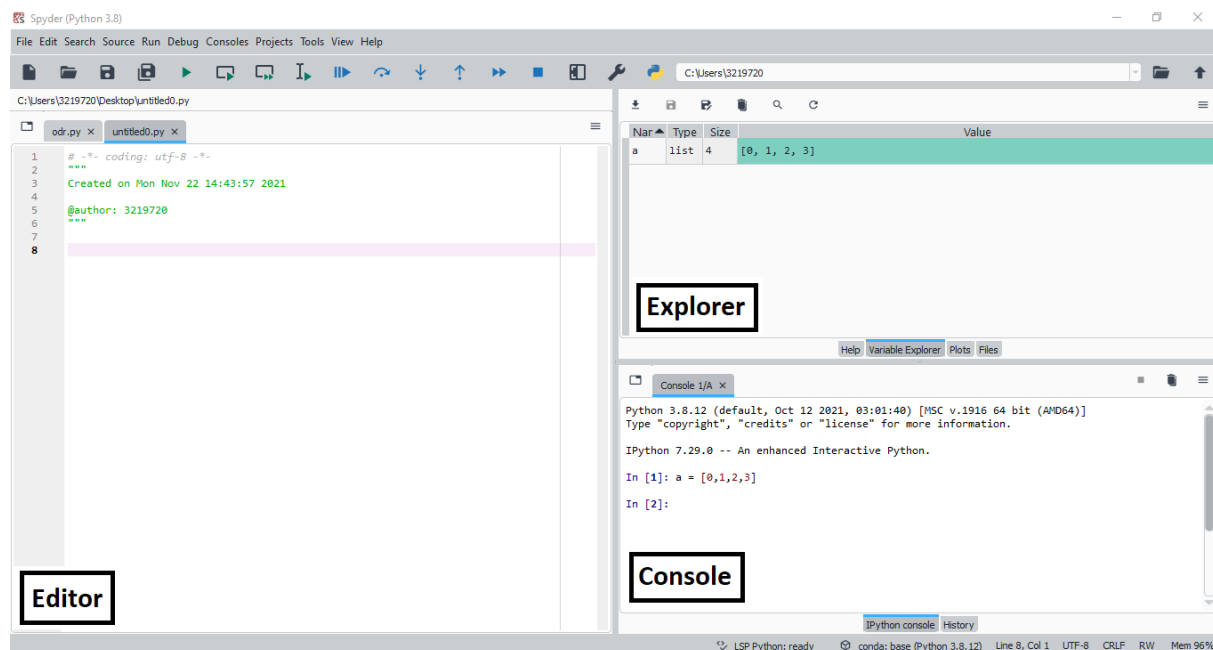 Spyder (Python 3.8)
File Edit Search Source Run Debug Consoles Projects Tools View Help
C:\Users\3219720
C:\Users\3219720\Desktop\untitled0.py
odr.py untitled0.py
1 # -*- coding: utf-8 -*-
2 """
3 Created on Mon Nov 22 14:43:57 2021
4
5 @author: 3219720
6 """
7
8
Editor
Nar Type Size Value
a list 4 [0, 1, 2, 3]
Explorer
Help Variable Explorer Plots Files
Console 1/A
Python 3.8.12 (default, Oct 12 2021, 03:01:40) [MSC v.1916 64 bit (AMD64)]
Type "copyright", "credits" or "license" for more information.
IPython 7.29.0 -- An enhanced Interactive Python.
In [1]: a = [0,1,2,3]
In [2]:
Console
IPython console History
LSP Python: ready conda: base (Python 3.8.12) Line 8, Col 1 UTF-8 CRLF RW Mem 96%